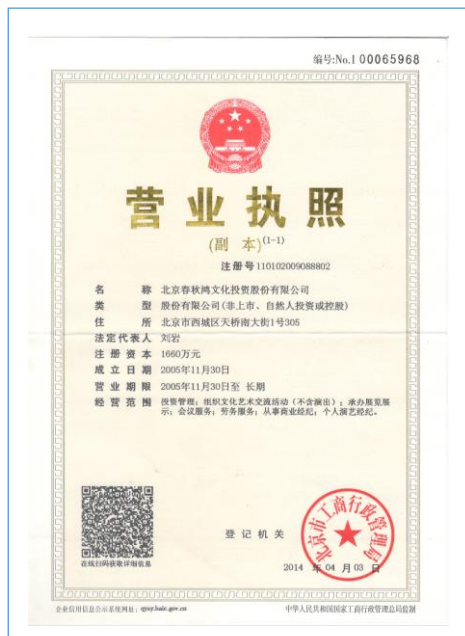 编号:No.1 00065968
营业执照
(副 本)(1-1)
注册号110102009088802
名 称 北京春秋鸿文化投资股份有限公司
类 型 股份有限公司(非上市、自然人投资或控股)
住 所 北京市西城区天桥南大街1号305
法定代表人 刘岩
注册资本 1660万元
成立日期 2005年11月30日
营业期限 2005年11月30日至 长期
经营范围 投资管理；组织文化艺术交流活动（不含演出）；承办展览展
示；会议服务；劳务服务；从事商业经纪；个人演艺经纪。
在线扫码获取详细信息
登记机关
北京市工商行政管理局
2014 年 04 月 03 日
企业信用信息公示系统网址：qyxy.baic.gov.cn
中华人民共和国国家工商行政管理总局监制